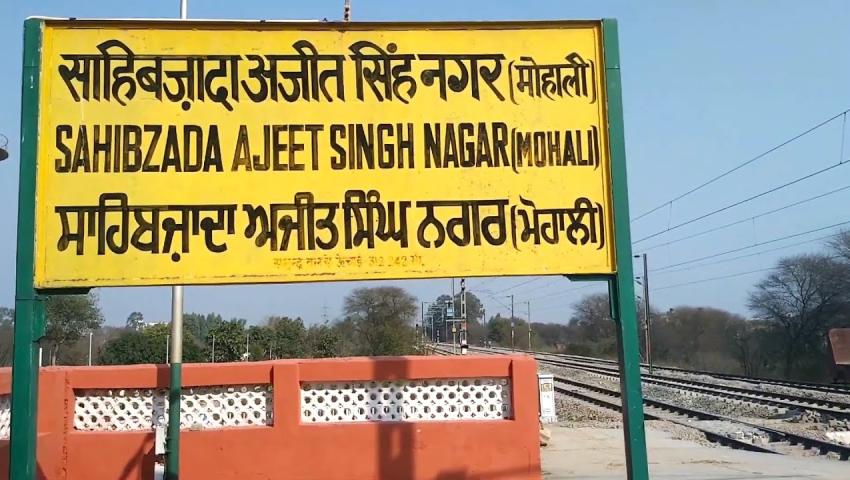 साहिबज़ादा अजीत सिंह नगर (मोहाली)
SAHIBZADA AJEET SINGH NAGAR (MOHALI)
ਸਾਹਿਬਜ਼ਾਦਾ ਅਜੀਤ ਸਿੰਘ ਨਗਰ (ਮੋਹਾਲੀ)